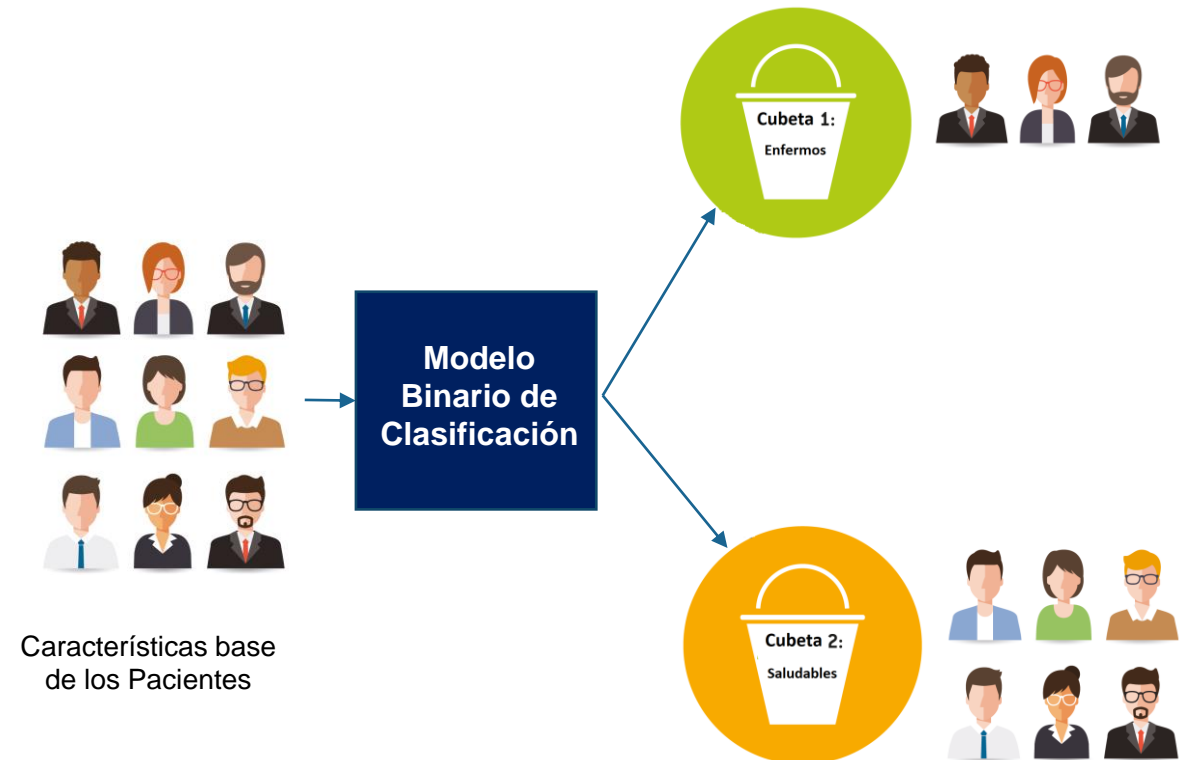 Cubeta 1:
Enfermos
Modelo
Binario de
Clasificación
Cubeta 2:
Saludables
Características base
de los Pacientes